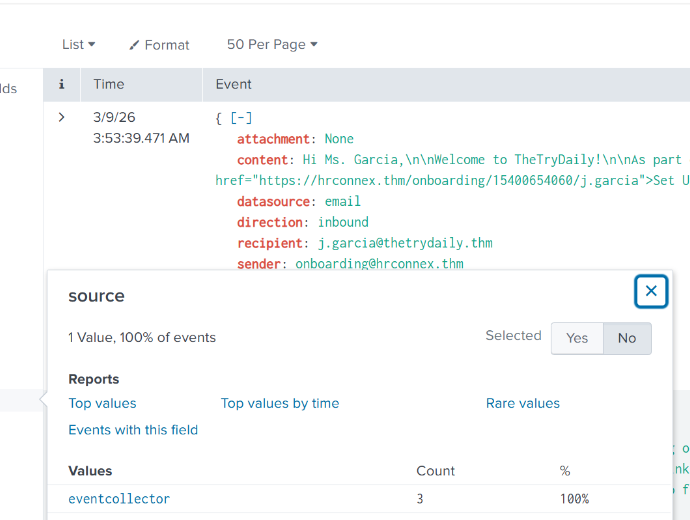 List ▾ Format 50 Per Page ▾
lds
i Time Event
> 3/9/26 { [-]
3:53:39.471 AM attachment: None
content: Hi Ms. Garcia,\n\nWelcome to TheTryDaily!\n\nAs part
href="https://hrconnex.thm/onboarding/15400654060/j.garcia">Set U
datasource: email
direction: inbound
recipient: j.garcia@thetrydaily.thm
sender: onboarding@hrconnex.thm
source
1 Value, 100% of events Selected Yes No
Reports
Top values Top values by time Rare values
Events with this field
Values Count %
eventcollector 3 100%